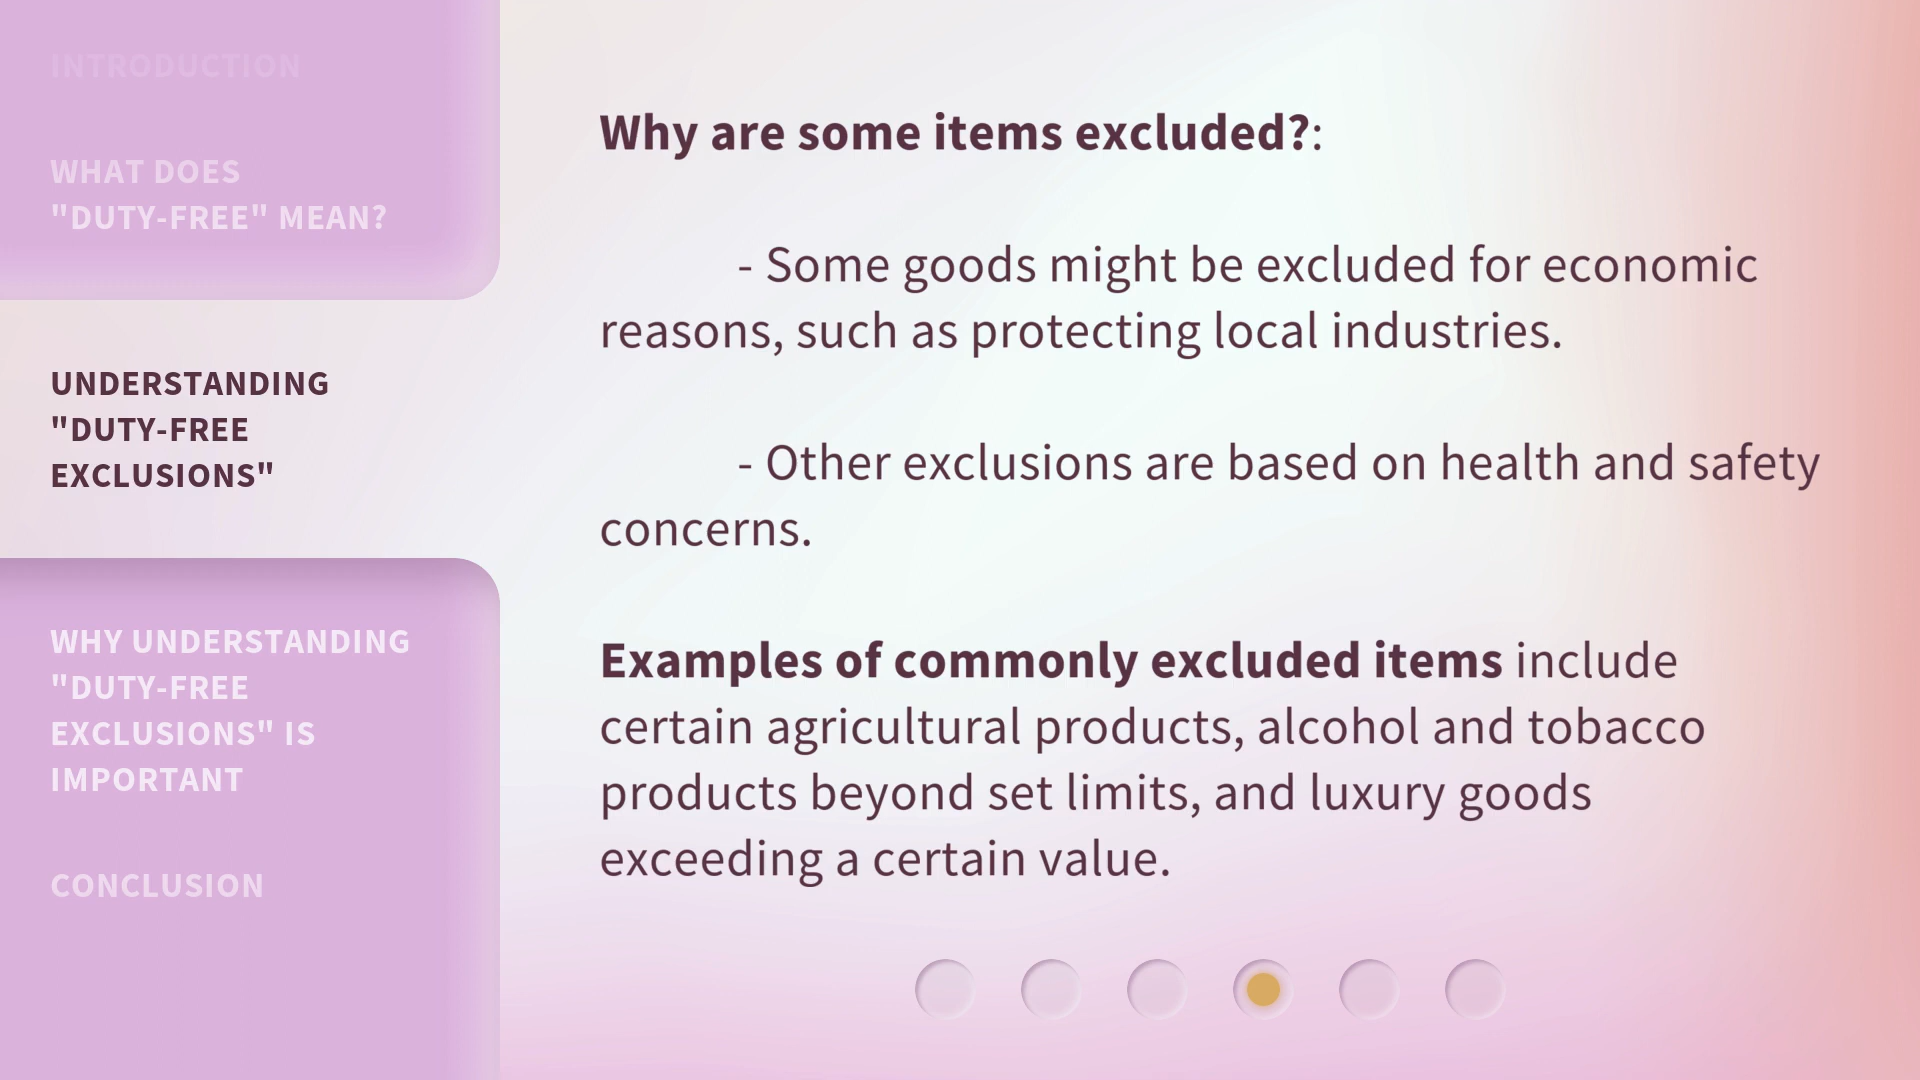 INTRODUCTION
WHAT DOES
"DUTY-FREE" MEAN?
UNDERSTANDING
"DUTY-FREE
EXCLUSIONS"
WHY UNDERSTANDING
"DUTY-FREE
EXCLUSIONS" IS
IMPORTANT
CONCLUSION
Why are some items excluded?:
- Some goods might be excluded for economic
reasons, such as protecting local industries.
- Other exclusions are based on health and safety
concerns.
Examples of commonly excluded items include
certain agricultural products, alcohol and tobacco
products beyond set limits, and luxury goods
exceeding a certain value.